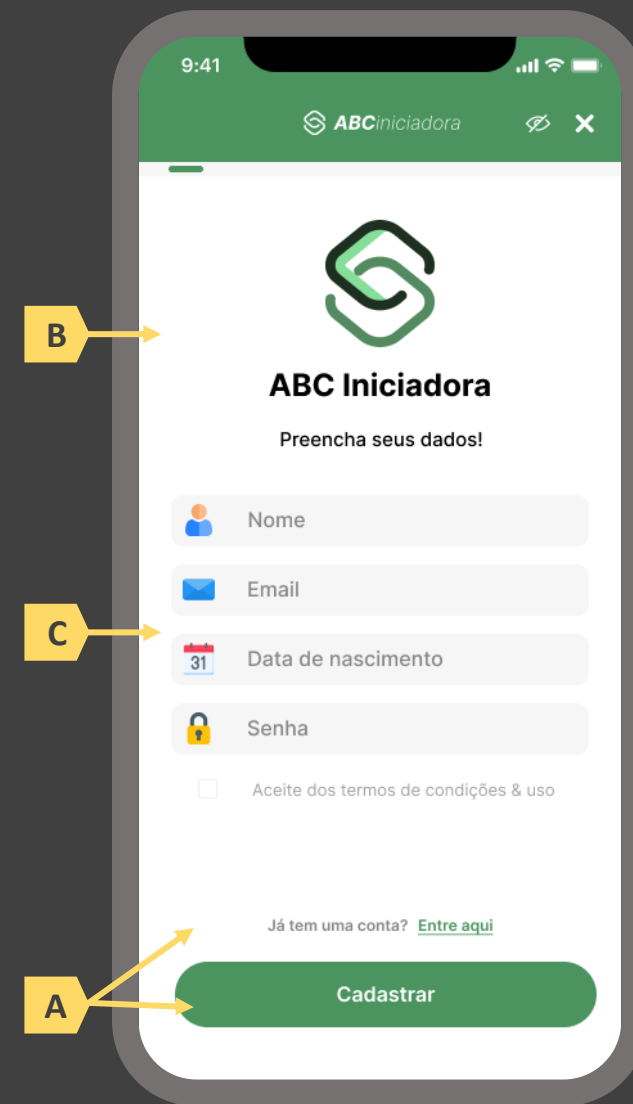 9:41
ABCiniciadora
ABC Iniciadora
B
Preencha seus dados!
Nome
Email
C
31
Data de nascimento
Senha
Aceite dos termos de condições & uso
Já tem uma conta? Entre aqui
A
Cadastrar